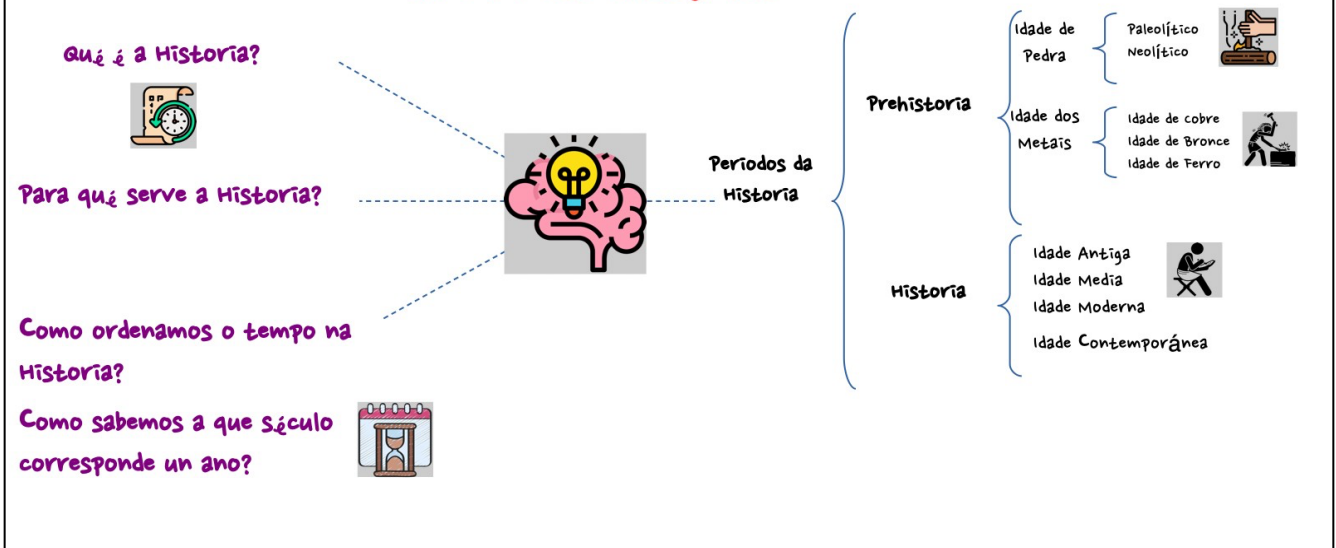 Qué é a Historia?
Para qué serve a Historia?
Como ordenamos o tempo na
Historia?
Como sabemos a que século
corresponde un ano?
Periodos da
Historia
Prehistoria
Idade de
Pedra
Paleolítico
Neolítico
Idade dos
Metais
Idade de cobre
Idade de Bronce
Idade de Ferro
Historia
Idade Antiga
Idade Media
Idade Moderna
Idade Contemporánea